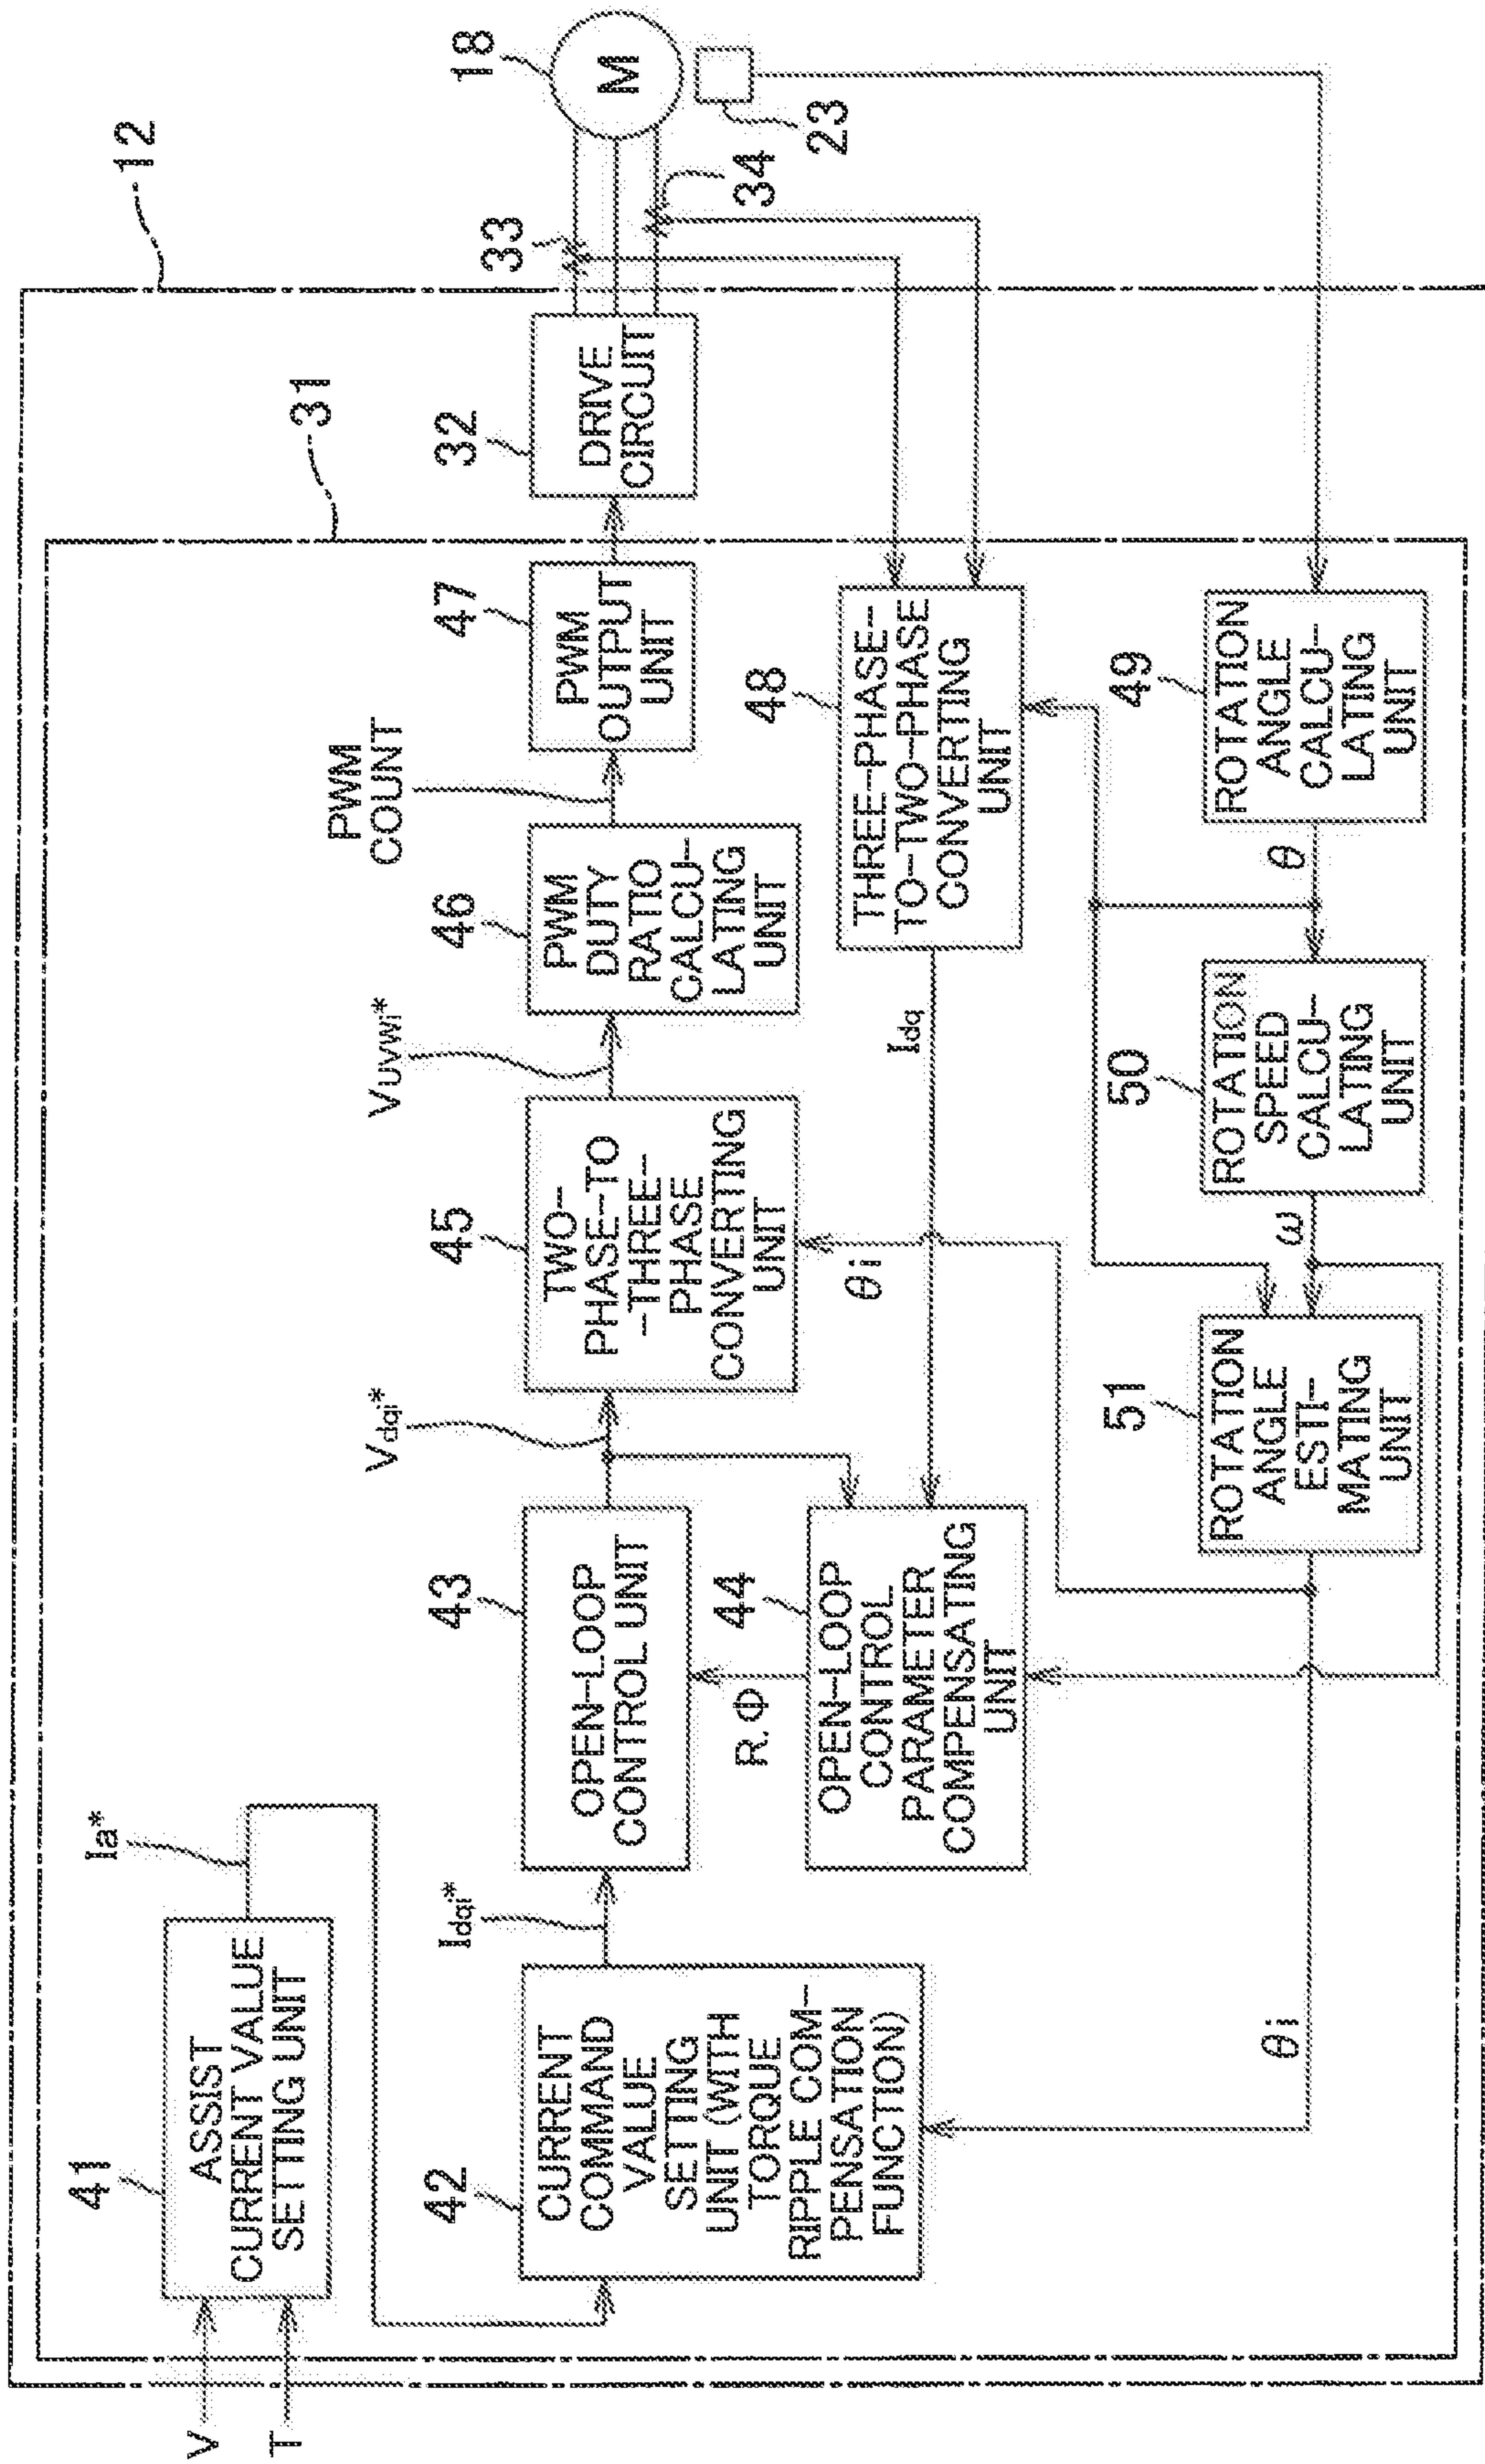 12
31
V
T
41
ASSIST
CURRENT VALUE
SETTING UNIT
Ia*
42
CURRENT
COMMAND
VALUE
SETTING
UNIT (WITH
TORQUE
RIPPLE COM-
PENSATION
FUNCTION)
Idqi*
43
OPEN-LOOP
CONTROL UNIT
Vdqi*
45
TWO-
PHASE-TO
-THREE-
PHASE
CONVERTING
UNIT
VUVWi*
46
PWM
DUTY
RATIO
CALCU-
LATING
UNIT
PWM
COUNT
47
PWM
OUTPUT
UNIT
32
DRIVE
CIRCUIT
33
34
18
M
23
R.Φ
44
OPEN-LOOP
CONTROL
PARAMETER
COMPENSATING
UNIT
θi
Idq
48
THREE-PHASE-
TO-TWO-PHASE
CONVERTING
UNIT
θi
51
ROTATION
ANGLE
ESTI-
MATING
UNIT
ω
50
ROTATION
SPEED
CALCU-
LATING
UNIT
θ
49
ROTATION
ANGLE
CALCU-
LATING
UNIT